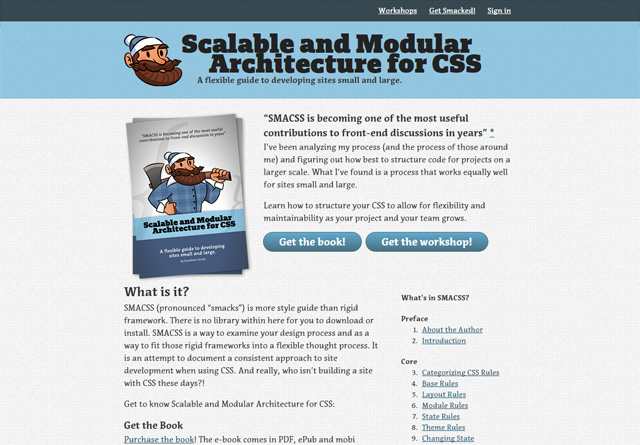 Workshops Get Smacked! Sign in
Scalable and Modular
Architecture for CSS
A flexible guide to developing sites small and large.
"SMACSS is becoming one of the most useful
contributions to front-end discussions in years"
Scalable and Modular
Architecture for CSS
A flexible guide to developing
sites small and large.
by Jonathan Snook
“SMACSS is becoming one of the most useful
contributions to front-end discussions in years” *
I've been analyzing my process (and the process of those around
me) and figuring out how best to structure code for projects on a
larger scale. What I've found is a process that works equally well
for sites small and large.
Learn how to structure your CSS to allow for flexibility and
maintainability as your project and your team grows.
Get the book! Get the workshop!
What is it?
SMACSS (pronounced “smacks”) is more style guide than rigid
framework. There is no library within here for you to download or
install. SMACSS is a way to examine your design process and as a
way to fit those rigid frameworks into a flexible thought process. It
is an attempt to document a consistent approach to site
development when using CSS. And really, who isn't building a site
with CSS these days?!
Get to know Scalable and Modular Architecture for CSS:
Get the Book
Purchase the book! The e-book comes in PDF, ePub and mobi
What's in SMACSS?
Preface
1. About the Author
2. Introduction
Core
3. Categorizing CSS Rules
4. Base Rules
5. Layout Rules
6. Module Rules
7. State Rules
8. Theme Rules
9. Changing State